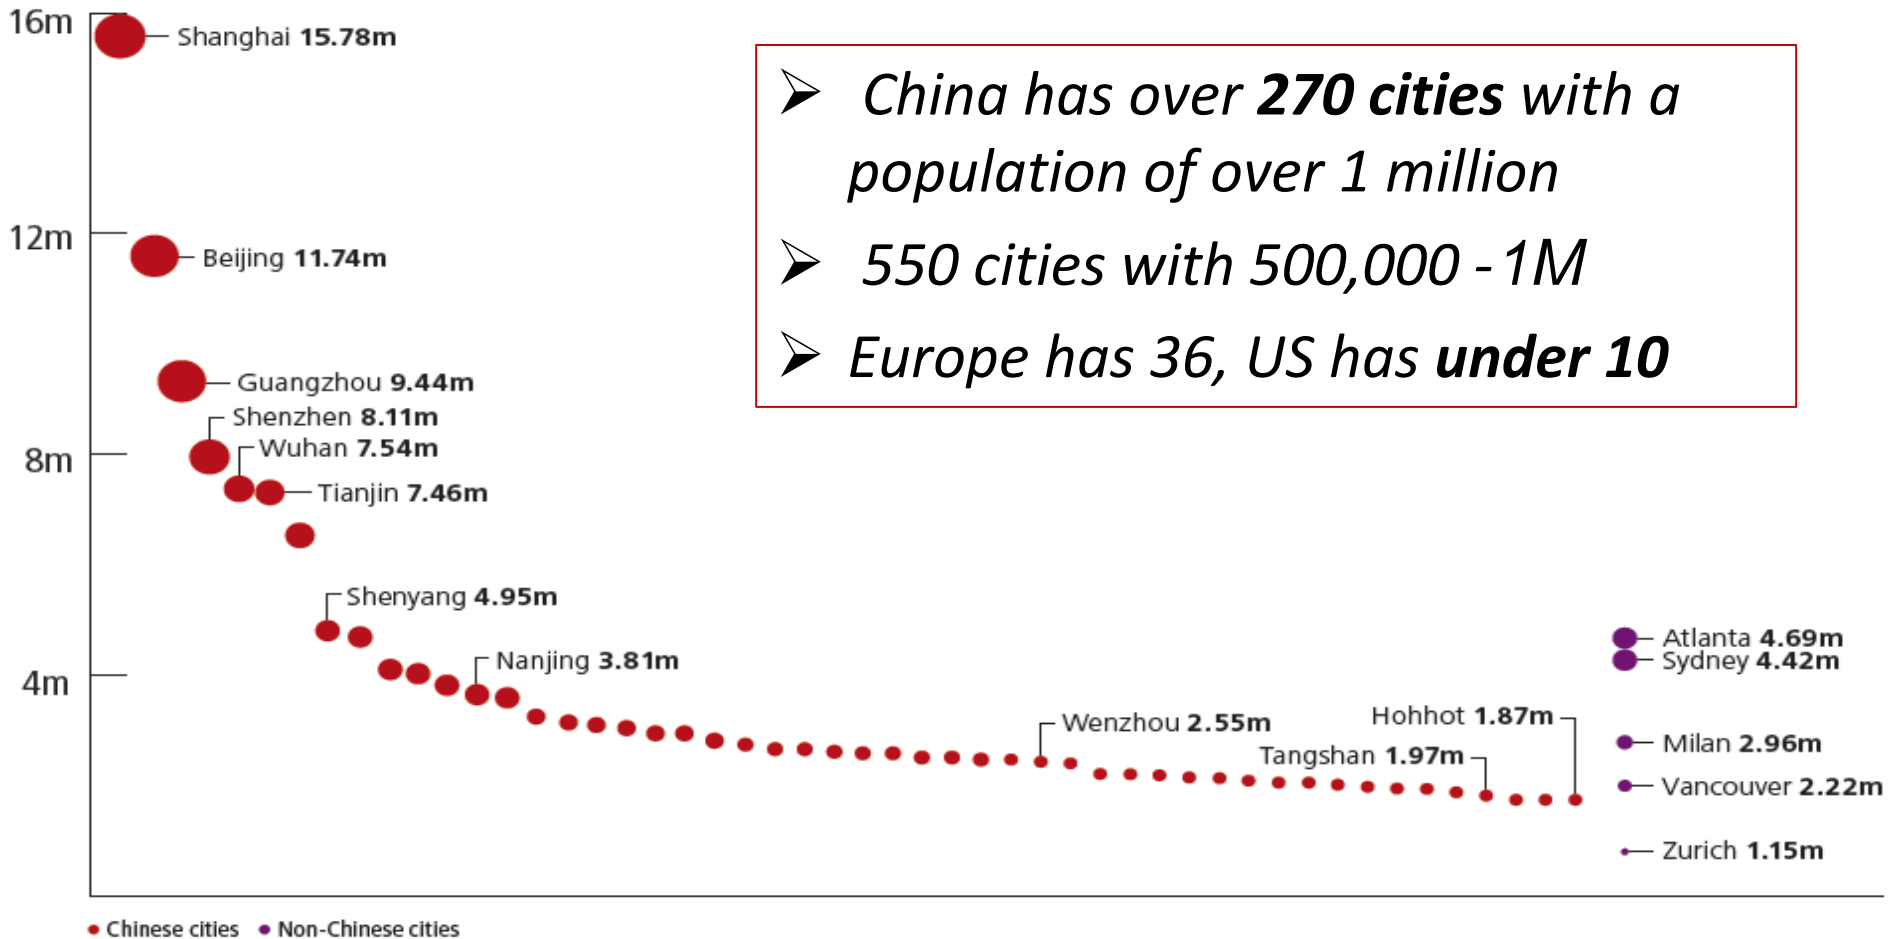 16m
Shanghai 15.78m
➢ China has over 270 cities with a
population of over 1 million
➢ 550 cities with 500,000 -1M
➢ Europe has 36, US has under 10
12m
Beijing 11.74m
Guangzhou 9.44m
Shenzhen 8.11m
Wuhan 7.54m
8m
Tianjin 7.46m
Shenyang 4.95m
Nanjing 3.81m
4m
Wenzhou 2.55m
Hohhot 1.87m
Tangshan 1.97m
Atlanta 4.69m
Sydney 4.42m
Milan 2.96m
Vancouver 2.22m
Zurich 1.15m
Chinese cities
Non-Chinese cities